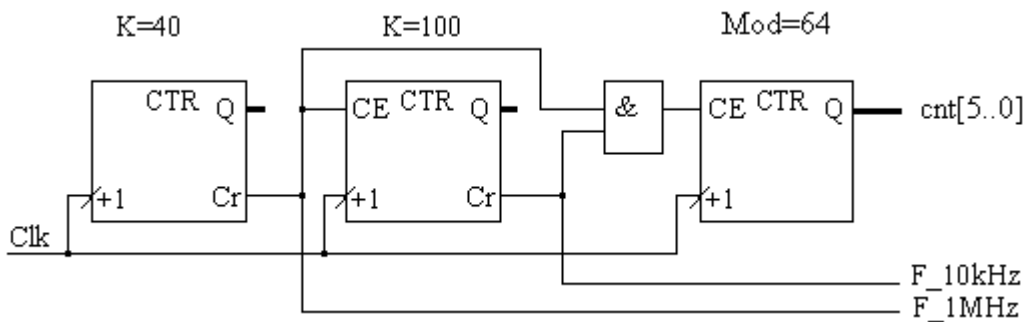 K=40 K=100 Mod=64
CTR Q CE CTR Q & CE CTR Q cnt[5..0]
+1 Cr +1 Cr +1
Clk
F_10kHz
F_1MHz